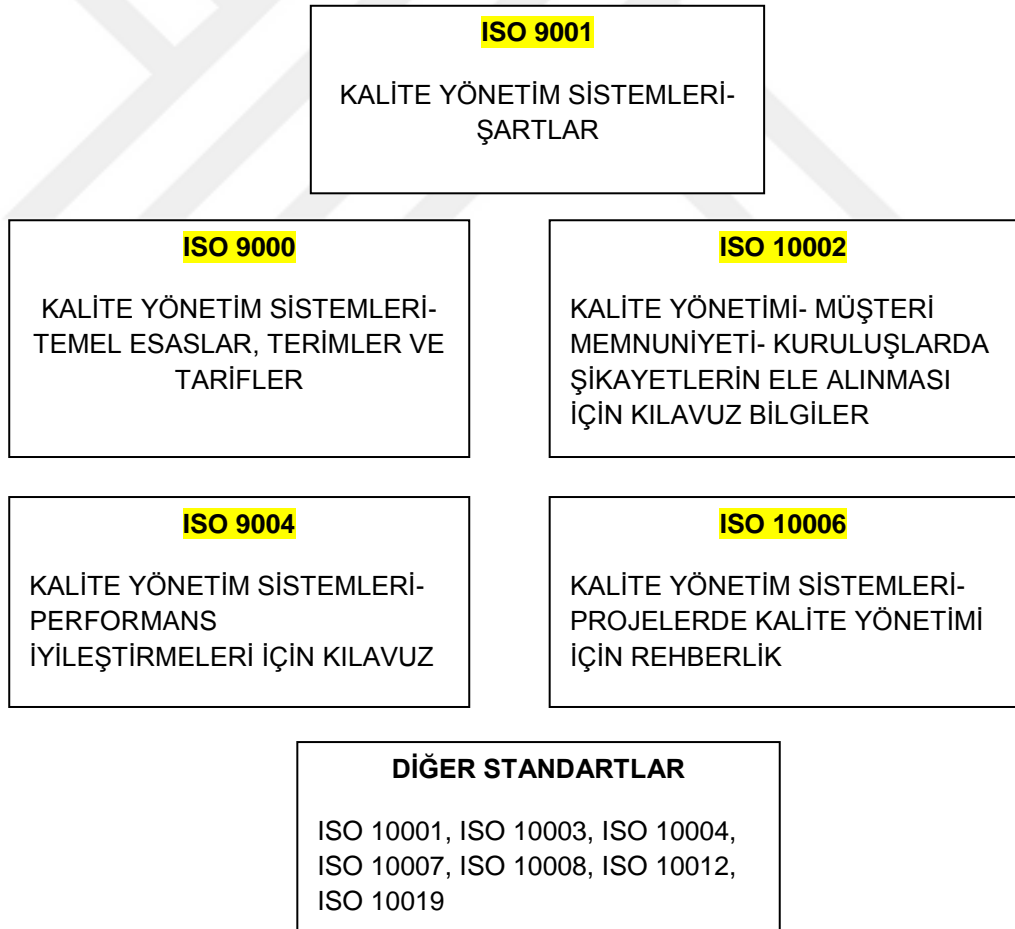 ISO 9001
KALİTE YÖNETİM SİSTEMLERİ-
ŞARTLAR
ISO 9000
KALİTE YÖNETİM SİSTEMLERİ-
TEMEL ESASLAR, TERİMLER VE
TARİFLER
ISO 10002
KALİTE YÖNETİMİ- MÜŞTERİ
MEMNUNİYETİ- KURULUŞLARDA
ŞİKAYETLERİN ELE ALINMASI
İÇİN KILAVUZ BİLGİLER
ISO 9004
KALİTE YÖNETİM SİSTEMLERİ-
PERFORMANS
İYİLEŞTİRMELERİ İÇİN KILAVUZ
ISO 10006
KALİTE YÖNETİM SİSTEMLERİ-
PROJELERDE KALİTE YÖNETİMİ
İÇİN REHBERLİK
DİĞER STANDARTLAR
ISO 10001, ISO 10003, ISO 10004,
ISO 10007, ISO 10008, ISO 10012,
ISO 10019